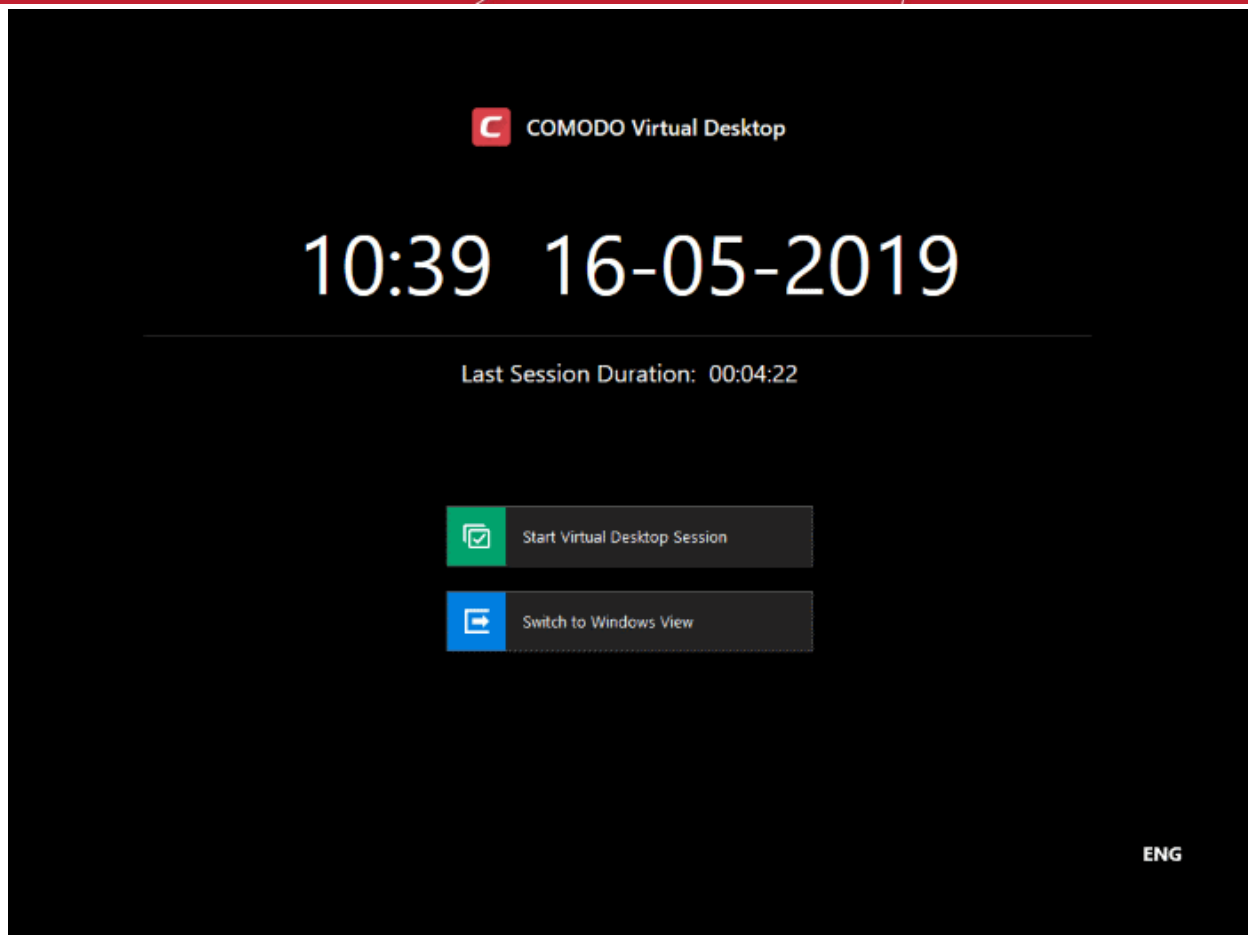 COMODO Virtual Desktop
10:39 16-05-2019
Last Session Duration: 00:04:22
Start Virtual Desktop Session
Switch to Windows View
ENG